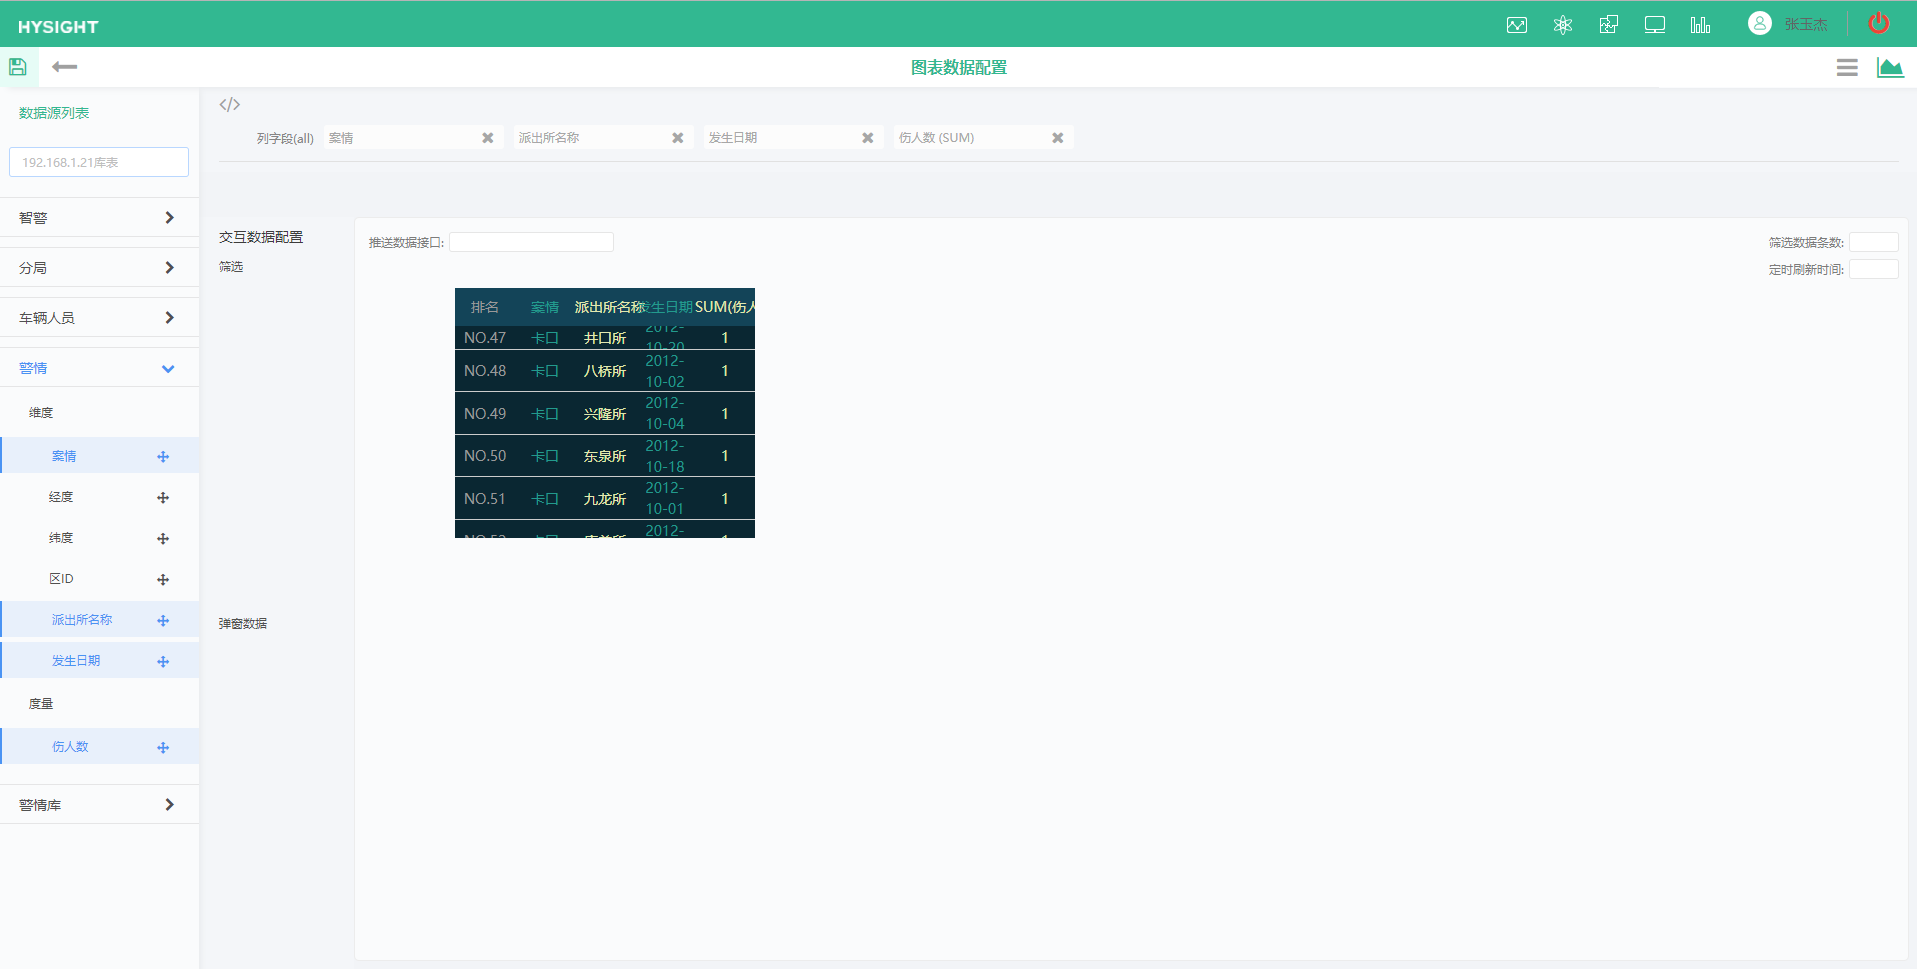 HYSIGHT
张玉杰
图表数据配置
数据源列表
192.168.1.21库表
智警
分局
车辆人员
警情
维度
案情
经度
纬度
区ID
派出所名称
发生日期
度量
伤人数
警情库
列字段(all) 案情 派出所名称 发生日期 伤人数 (SUM)
交互数据配置
筛选
弹窗数据
推送数据接口:
筛选数据条数:
定时刷新时间:
排名 案情 派出所名称 发生日期 SUM(伤人
NO.47 卡口 井口所 2012-10-20 1
NO.48 卡口 八桥所 2012-10-02 1
NO.49 卡口 兴隆所 2012-10-04 1
NO.50 卡口 东泉所 2012-10-18 1
NO.51 卡口 九龙所 2012-10-01 1
NO.52 卡口 2012-